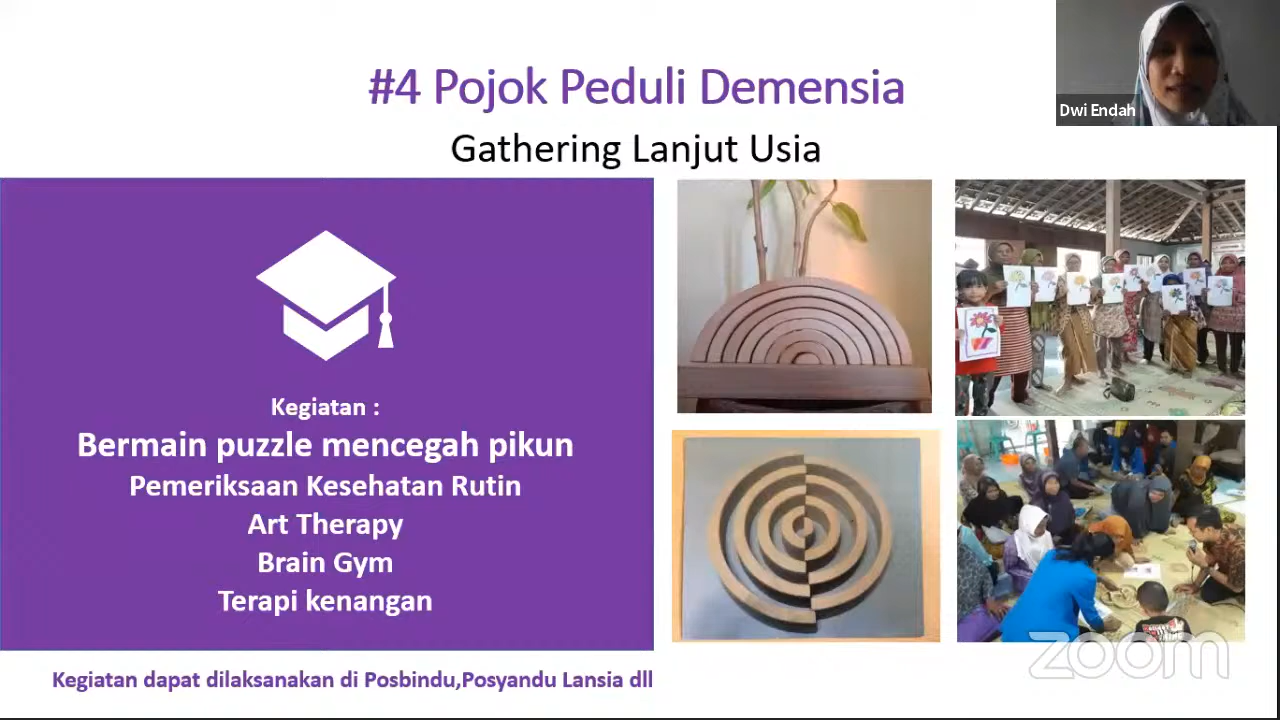 #4 Pojok Peduli Demensia
Dwi Endah
Gathering Lanjut Usia
Kegiatan :
Bermain puzzle mencegah pikun
Pemeriksaan Kesehatan Rutin
Art Therapy
Brain Gym
Terapi kenangan
Kegiatan dapat dilaksanakan di Posbindu,Posyandu Lansia dll
zoom